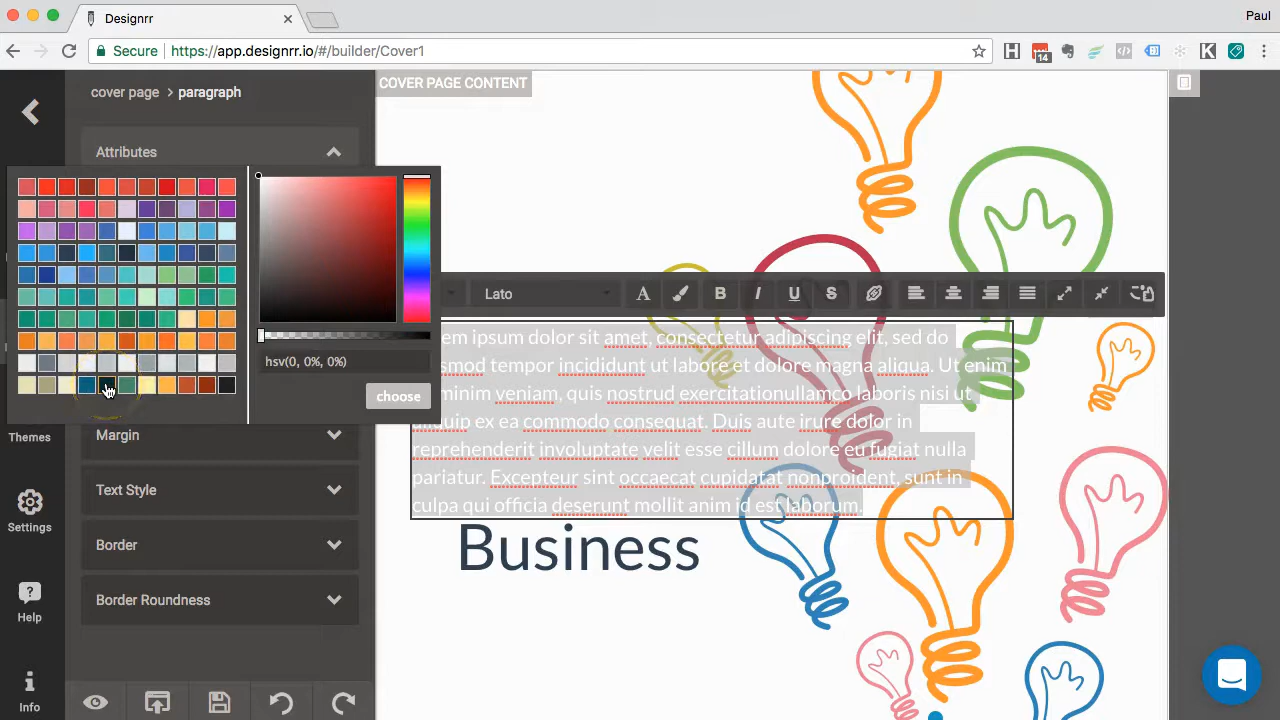 Designrr
Paul
Secure
https://app.designrr.io/#/builder/Cover1
14
cover page > paragraph
COVER PAGE CONTENT
Attributes
Lato
A B I U S
hsv(0, 0%, 0%)
choose
em ipsum dolor sit amet, consectetur adipiscing elit, sed do
smod tempor incididunt ut labore et dolore magna aliqua. Ut enim
minim veniam, quis nostrud exercitationullamco laboris nisi ut
uip ex ea commodo consequat. Duis aute irure dolor in
reprehenderit involuptate velit esse cillum dolore eu fugiat nulla
pariatur. Excepteur sint occaecat cupidatat nonproident, sunt in
culpa qui officia deserunt mollit anim id est laborum.
Business
Themes
Margin
Text Style
Settings
Border
Border Roundness
Help
Info